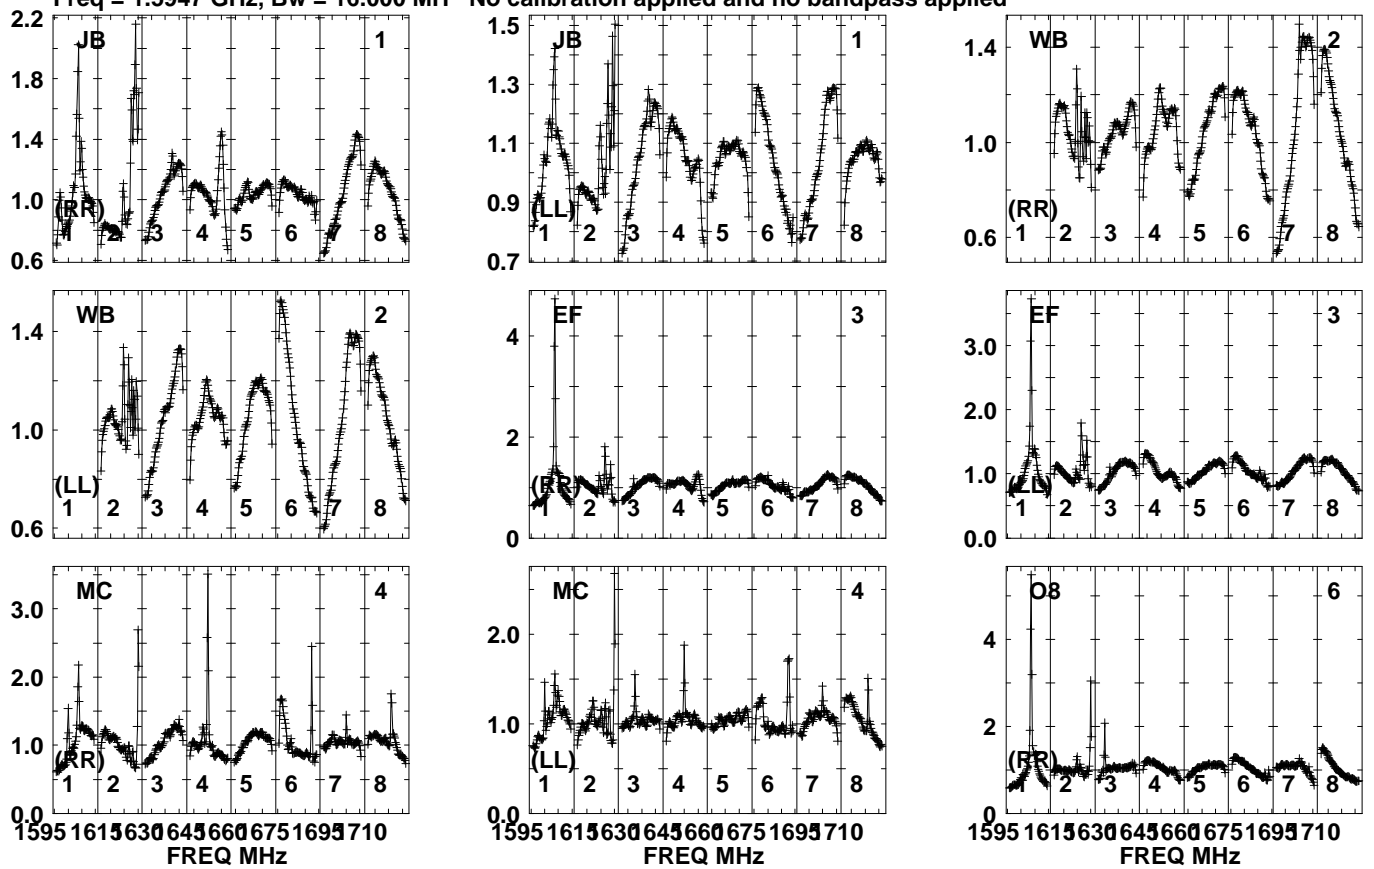 Freq = 1.5947 GHz, Bw = 16.000 MH No calibration applied and no bandpass applied
2.2 JB 1
1.8
1.4
1.0
0.6
(RR)
1 2 3 4 5 6 7 8
1.5 JB 1
1.3
1.1
0.9
0.7
(LL)
1 2 3 4 5 6 7 8
1.4 WB 2
1.0
0.6
(RR)
1 2 3 4 5 6 7 8
WB 2
1.4
1.0
0.6
(LL)
1 2 3 4 5 6 7 8
EF 3
4
2
0
(RR)
1 2 3 4 5 6 7 8
EF 3
3.0
2.0
1.0
0.0
(LL)
1 2 3 4 5 6 7 8
MC 4
3.0
2.0
1.0
0.0
(RR)
1 2 3 4 5 6 7 8
1595 1615 1630 1645 1660 1675 1695 1710
FREQ MHz
MC 4
2.0
1.0
0.0
(LL)
1 2 3 4 5 6 7 8
1595 1615 1630 1645 1660 1675 1695 1710
FREQ MHz
O8 6
4
2
0
(RR)
1 2 3 4 5 6 7 8
1595 1615 1630 1645 1660 1675 1695 1710
FREQ MHz